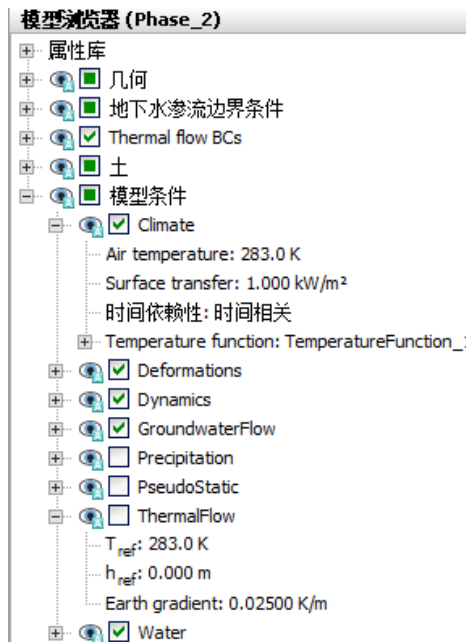 模型浏览器 (Phase_2)
属性库
几何
地下水渗流边界条件
Thermal flow BCs
土
模型条件
Climate
Air temperature: 283.0 K
Surface transfer: 1.000 kW/m²
时间依赖性: 时间相关
Temperature function: TemperatureFunction_1
Deformations
Dynamics
GroundwaterFlow
Precipitation
PseudoStatic
ThermalFlow
Tref: 283.0 K
href: 0.000 m
Earth gradient: 0.02500 K/m
Water